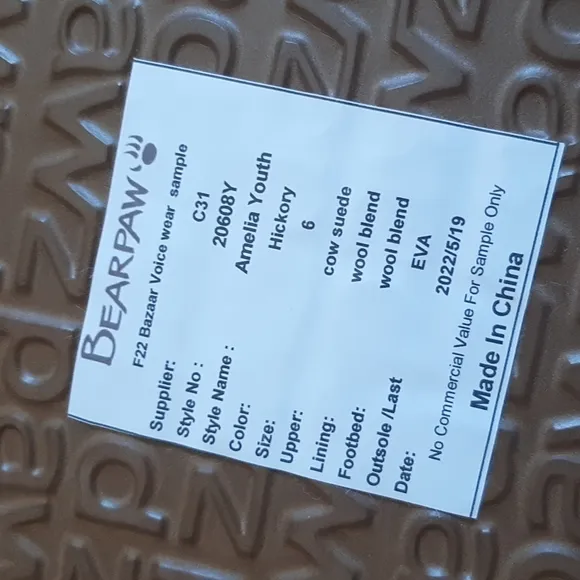 BEARPAW
F22 Bazaar Voice wear sample
Supplier: C31
Style No : 20608Y
Style Name : Amelia Youth
Color: Hickory
Size: 6
Upper: cow suede
Lining: wool blend
Footbed: wool blend
Outsole /Last EVA
Date: 2022/5/19
No Commercial Value For Sample Only
Made In China